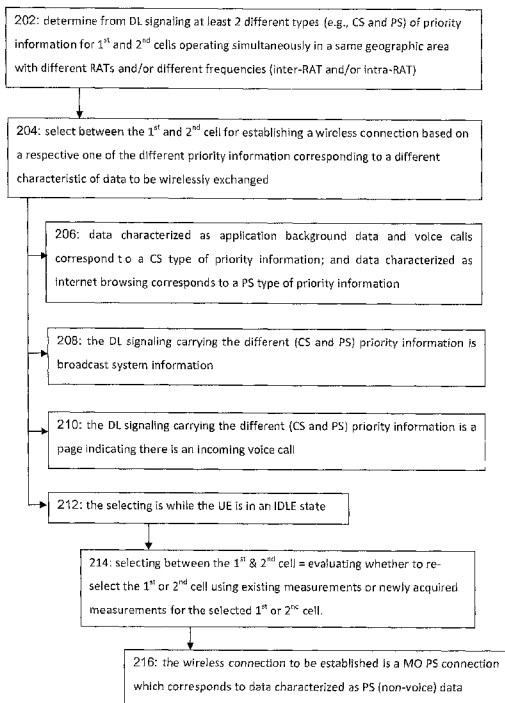 202: determine from DL signaling at least 2 different types (e.g., CS and PS) of priority
information for 1st and 2nd cells operating simultaneously in a same geographic area
with different RATs and/or different frequencies (inter-RAT and/or intra-RAT)
204: select between the 1st and 2nd cell for establishing a wireless connection based on
a respective one of the different priority information corresponding to a different
characteristic of data to be wirelessly exchanged
206: data characterized as application background data and voice calls
correspond to a CS type of priority information; and data characterized as
internet browsing corresponds to a PS type of priority information
208: the DL signaling carrying the different (CS and PS) priority information is
broadcast system information
210: the DL signaling carrying the different (CS and PS) priority information is a
page indicating there is an incoming voice call
212: the selecting is while the UE is in an IDLE state
214: selecting between the 1st & 2nd cell = evaluating whether to re-
select the 1st or 2nd cell using existing measurements or newly acquired
measurements for the selected 1st or 2nd cell.
216: the wireless connection to be established is a MO PS connection
which corresponds to data characterized as PS (non-voice) data